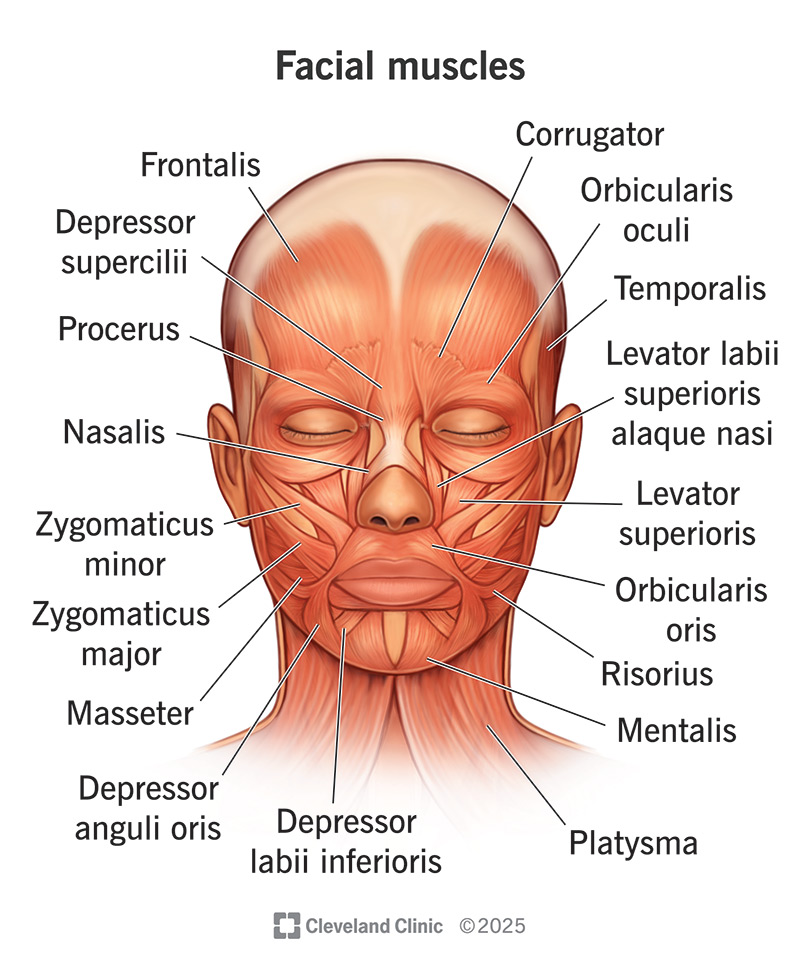 Facial muscles
Corrugator
Frontalis
Orbicularis
oculi
Depressor
supercilii
Temporalis
Procerus
Levator labii
superioris
alaque nasi
Nasalis
Levator
superioris
Zygomaticus
minor
Orbicularis
oris
Zygomaticus
major
Risorius
Masseter
Mentalis
Depressor
anguli oris
Depressor
labii inferioris
Platysma
Cleveland Clinic ©2025